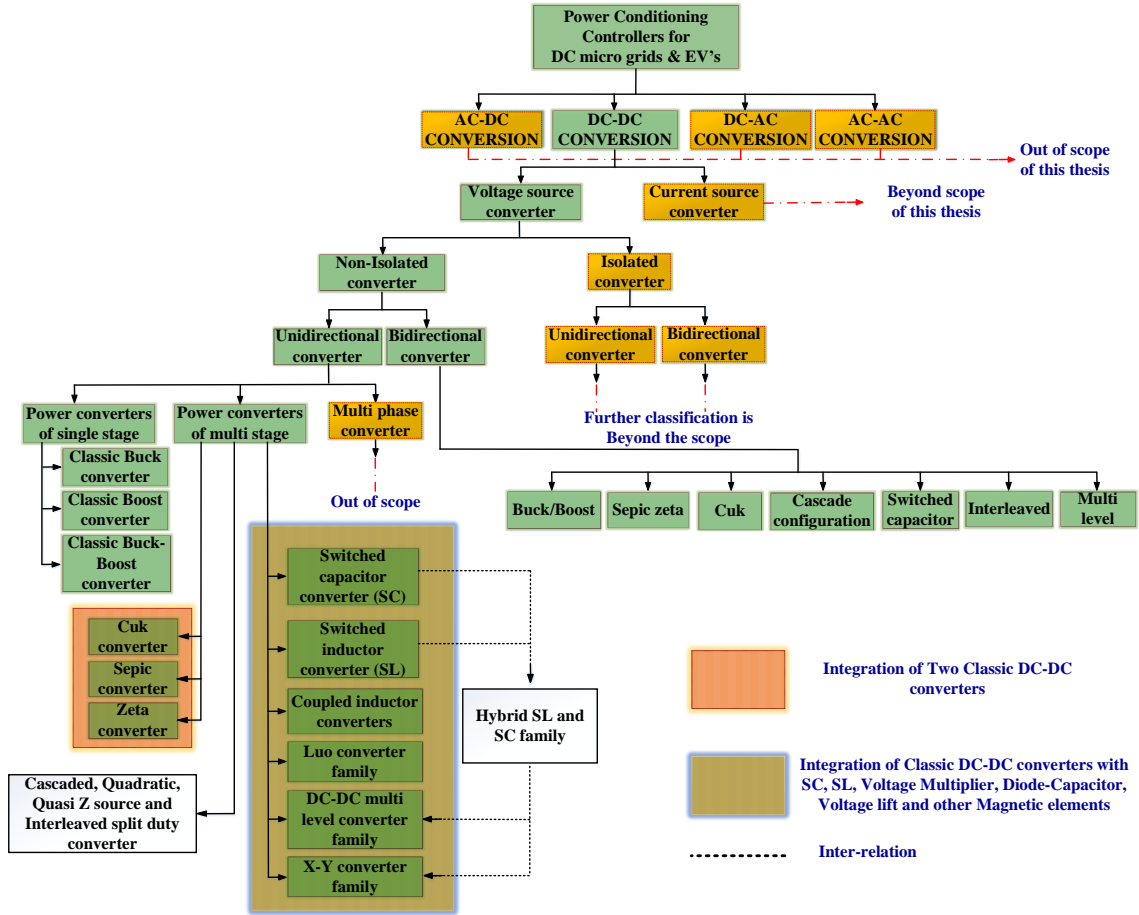 Power Conditioning
Controllers for
DC micro grids & EV's
AC-DC
CONVERSION
DC-DC
CONVERSION
DC-AC
CONVERSION
AC-AC
CONVERSION
Out of scope
of this thesis
Voltage source
converter
Current source
converter
Beyond scope
of this thesis
Non-Isolated
converter
Isolated
converter
Unidirectional
converter
Bidirectional
converter
Unidirectional
converter
Bidirectional
converter
Further classification is
Beyond the scope
Power converters
of single stage
Power converters
of multi stage
Multi phase
converter
Out of scope
Classic Buck
converter
Classic Boost
converter
Classic Buck-
Boost
converter
Buck/Boost
Sepic zeta
Cuk
Cascade
configuration
Switched
capacitor
Interleaved
Multi
level
Switched
capacitor
converter (SC)
Switched
inductor
converter (SL)
Coupled inductor
converters
Luo converter
family
DC-DC multi
level converter
family
X-Y converter
family
Cuk
converter
Sepic
converter
Zeta
converter
Cascaded, Quadratic,
Quasi Z source and
Interleaved split duty
converter
Hybrid SL and
SC family
Integration of Two Classic DC-DC
converters
Integration of Classic DC-DC converters with
SC, SL, Voltage Multiplier, Diode-Capacitor,
Voltage lift and other Magnetic elements
Inter-relation